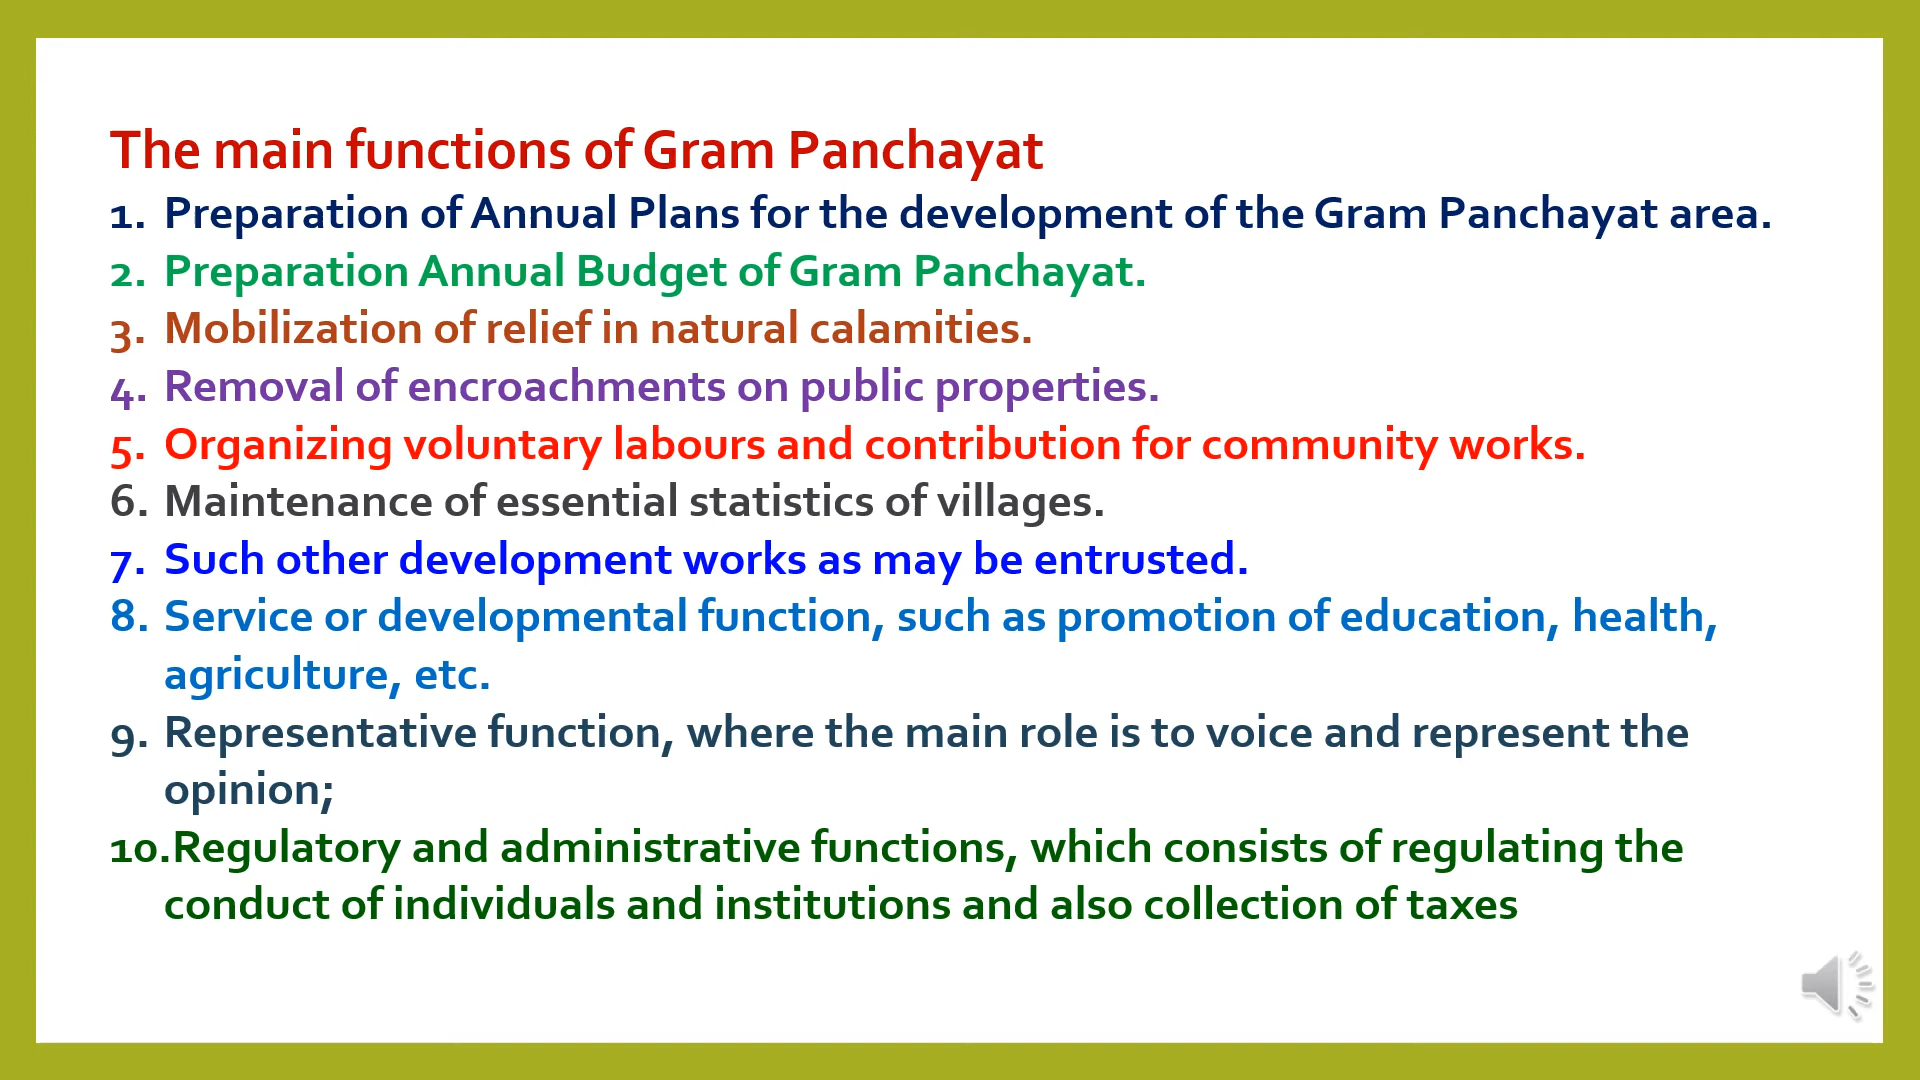 The main functions of Gram Panchayat
1. Preparation of Annual Plans for the development of the Gram Panchayat area.
2. Preparation Annual Budget of Gram Panchayat.
3. Mobilization of relief in natural calamities.
4. Removal of encroachments on public properties.
5. Organizing voluntary labours and contribution for community works.
6. Maintenance of essential statistics of villages.
7. Such other development works as may be entrusted.
8. Service or developmental function, such as promotion of education, health,
agriculture, etc.
9. Representative function, where the main role is to voice and represent the
opinion;
10.Regulatory and administrative functions, which consists of regulating the
conduct of individuals and institutions and also collection of taxes